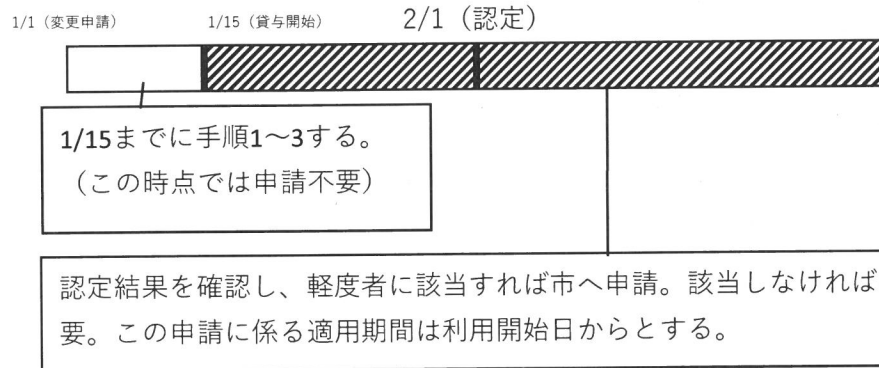 1/1（変更申請）
1/15（貸与開始）
2/1（認定）
1/15までに手順1～3する。
（この時点では申請不要）
認定結果を確認し、軽度者に該当すれば市へ申請。該当しなければ
要。この申請に係る適用期間は利用開始日からとする。